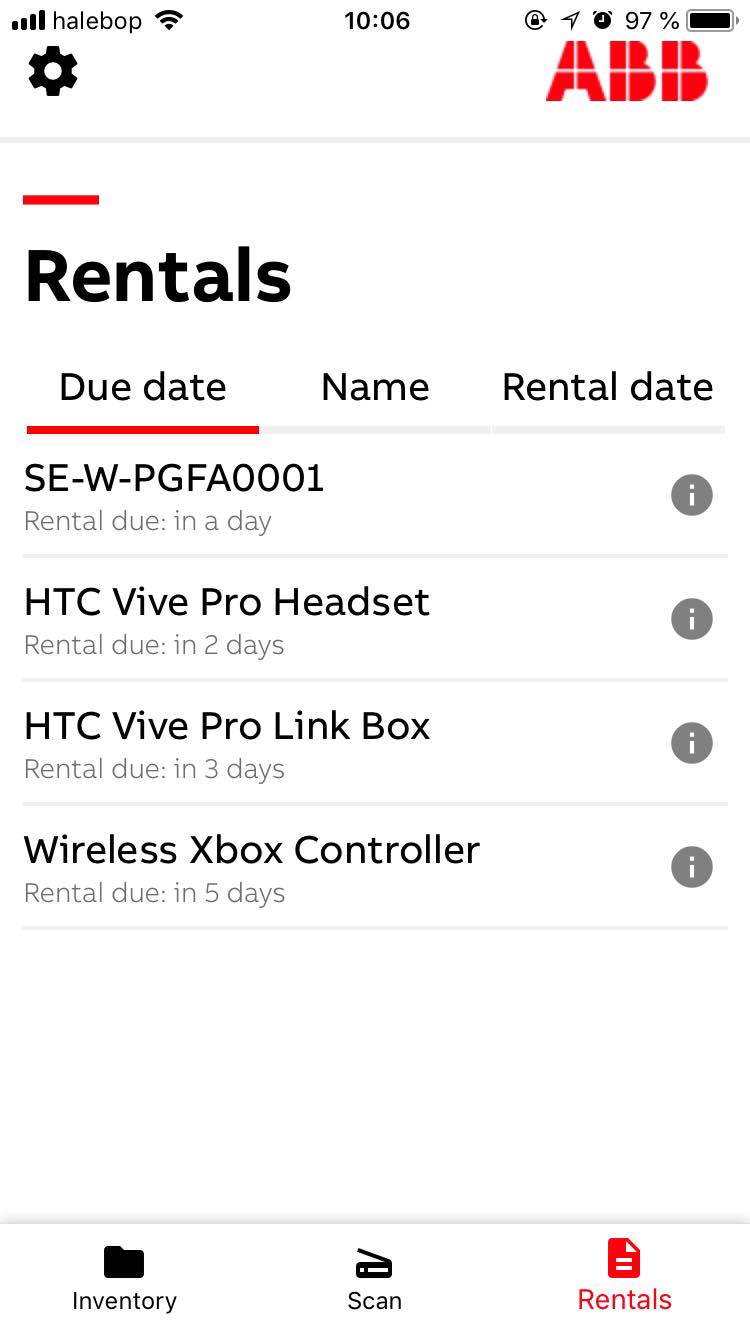 halebop 10:06 97 %
ABB
Rentals
Due date Name Rental date
SE-W-PGFA0001
Rental due: in a day
HTC Vive Pro Headset
Rental due: in 2 days
HTC Vive Pro Link Box
Rental due: in 3 days
Wireless Xbox Controller
Rental due: in 5 days
Inventory Scan Rentals